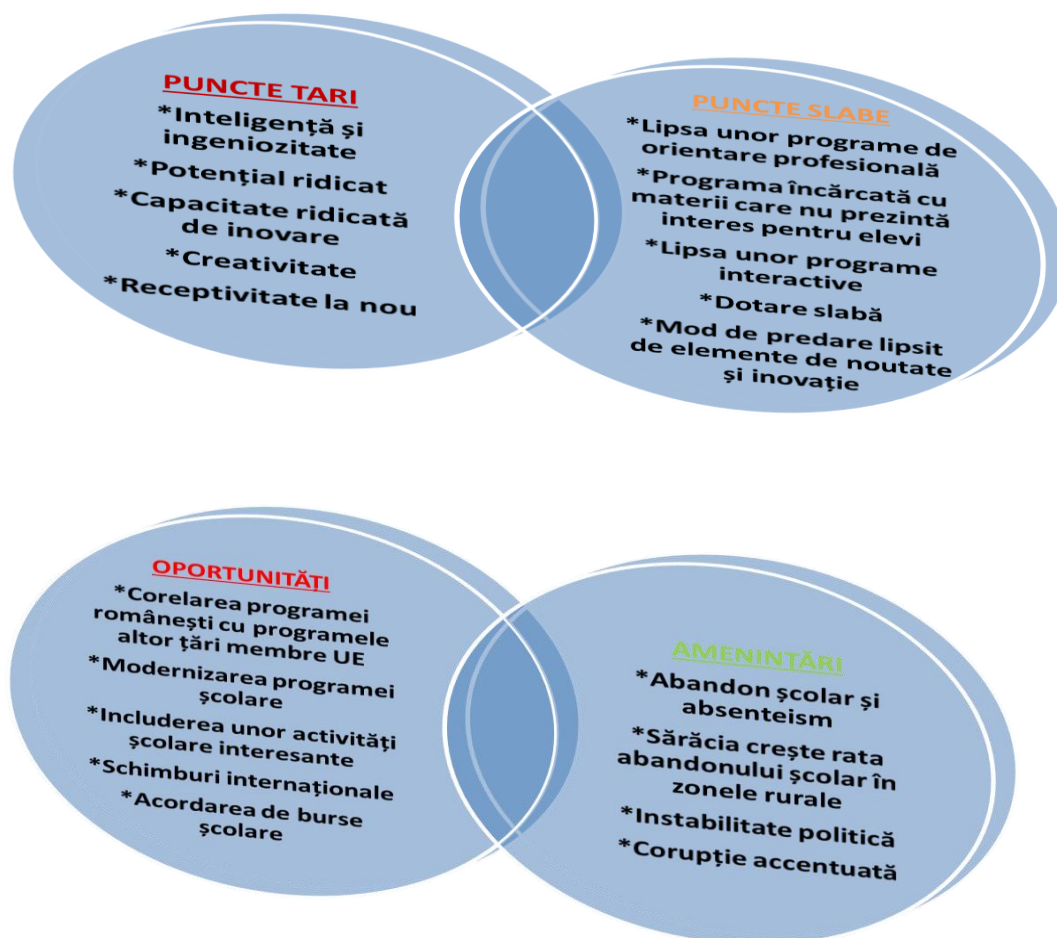 PUNCTE TARI
*Inteligență și
ingeniozitate
*Potențial ridicat
*Capacitate ridicată
de inovare
*Creativitate
*Receptivitate la nou
PUNCTE SLABE
*Lipsa unor programe de
orientare profesională
*Programa încărcată cu
materii care nu prezintă
interes pentru elevi
*Lipsa unor programe
interactive
*Dotare slabă
*Mod de predare lipsit
de elemente de noutate
și inovație
OPORTUNITĂȚI
*Corelarea programei
românești cu programele
altor țări membre UE
*Modernizarea programei
școlare
*Includerea unor activități
școlare interesante
*Schimburi internaționale
*Acordarea de burse
școlare
AMENINȚĂRI
*Abandon școlar și
absenteism
*Sărăcia crește rata
abandonului școlar în
zonele rurale
*Instabilitate politică
*Corupție accentuată